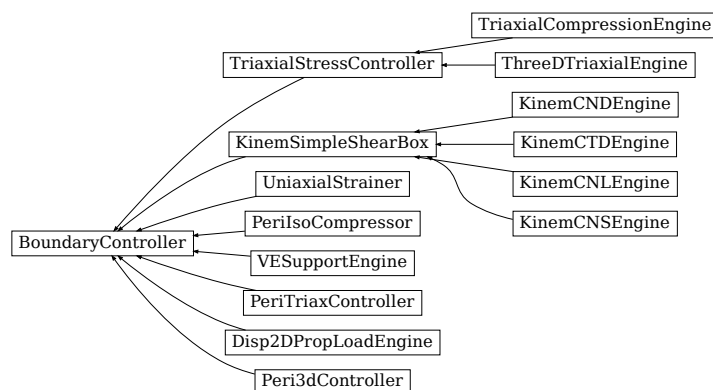 TriaxialCompressionEngine
TriaxialStressController
ThreeDTriaxialEngine
KinemCNDEngine
KinemSimpleShearBox
KinemCTDEngine
KinemCNLEngine
UniaxialStrainer
KinemCNSEngine
PeriIsoCompressor
BoundaryController
VESupportEngine
PeriTriaxController
Disp2DPropLoadEngine
Peri3dController